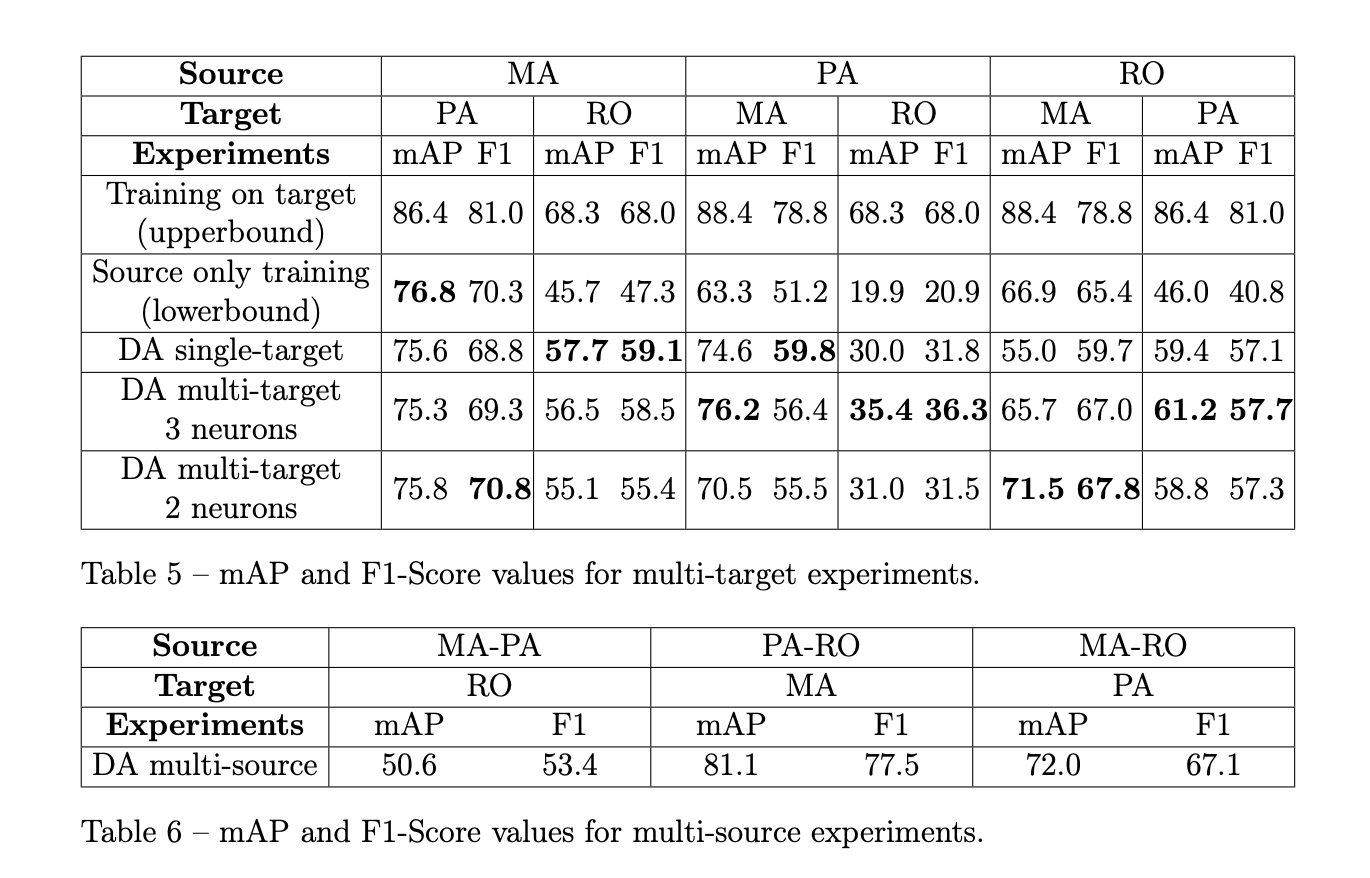 Source MA PA RO
Target PA RO MA RO MA PA
Experiments mAP F1 mAP F1 mAP F1 mAP F1 mAP F1 mAP F1
Training on target
(upperbound) 86.4 81.0 68.3 68.0 88.4 78.8 68.3 68.0 88.4 78.8 86.4 81.0
Source only training
(lowerbound) 76.8 70.3 45.7 47.3 63.3 51.2 19.9 20.9 66.9 65.4 46.0 40.8
DA single-target 75.6 68.8 57.7 59.1 74.6 59.8 30.0 31.8 55.0 59.7 59.4 57.1
DA multi-target
3 neurons 75.3 69.3 56.5 58.5 76.2 56.4 35.4 36.3 65.7 67.0 61.2 57.7
DA multi-target
2 neurons 75.8 70.8 55.1 55.4 70.5 55.5 31.0 31.5 71.5 67.8 58.8 57.3
Table 5 – mAP and F1-Score values for multi-target experiments.
Source MA-PA PA-RO MA-RO
Target RO MA PA
Experiments mAP F1 mAP F1 mAP F1
DA multi-source 50.6 53.4 81.1 77.5 72.0 67.1
Table 6 – mAP and F1-Score values for multi-source experiments.